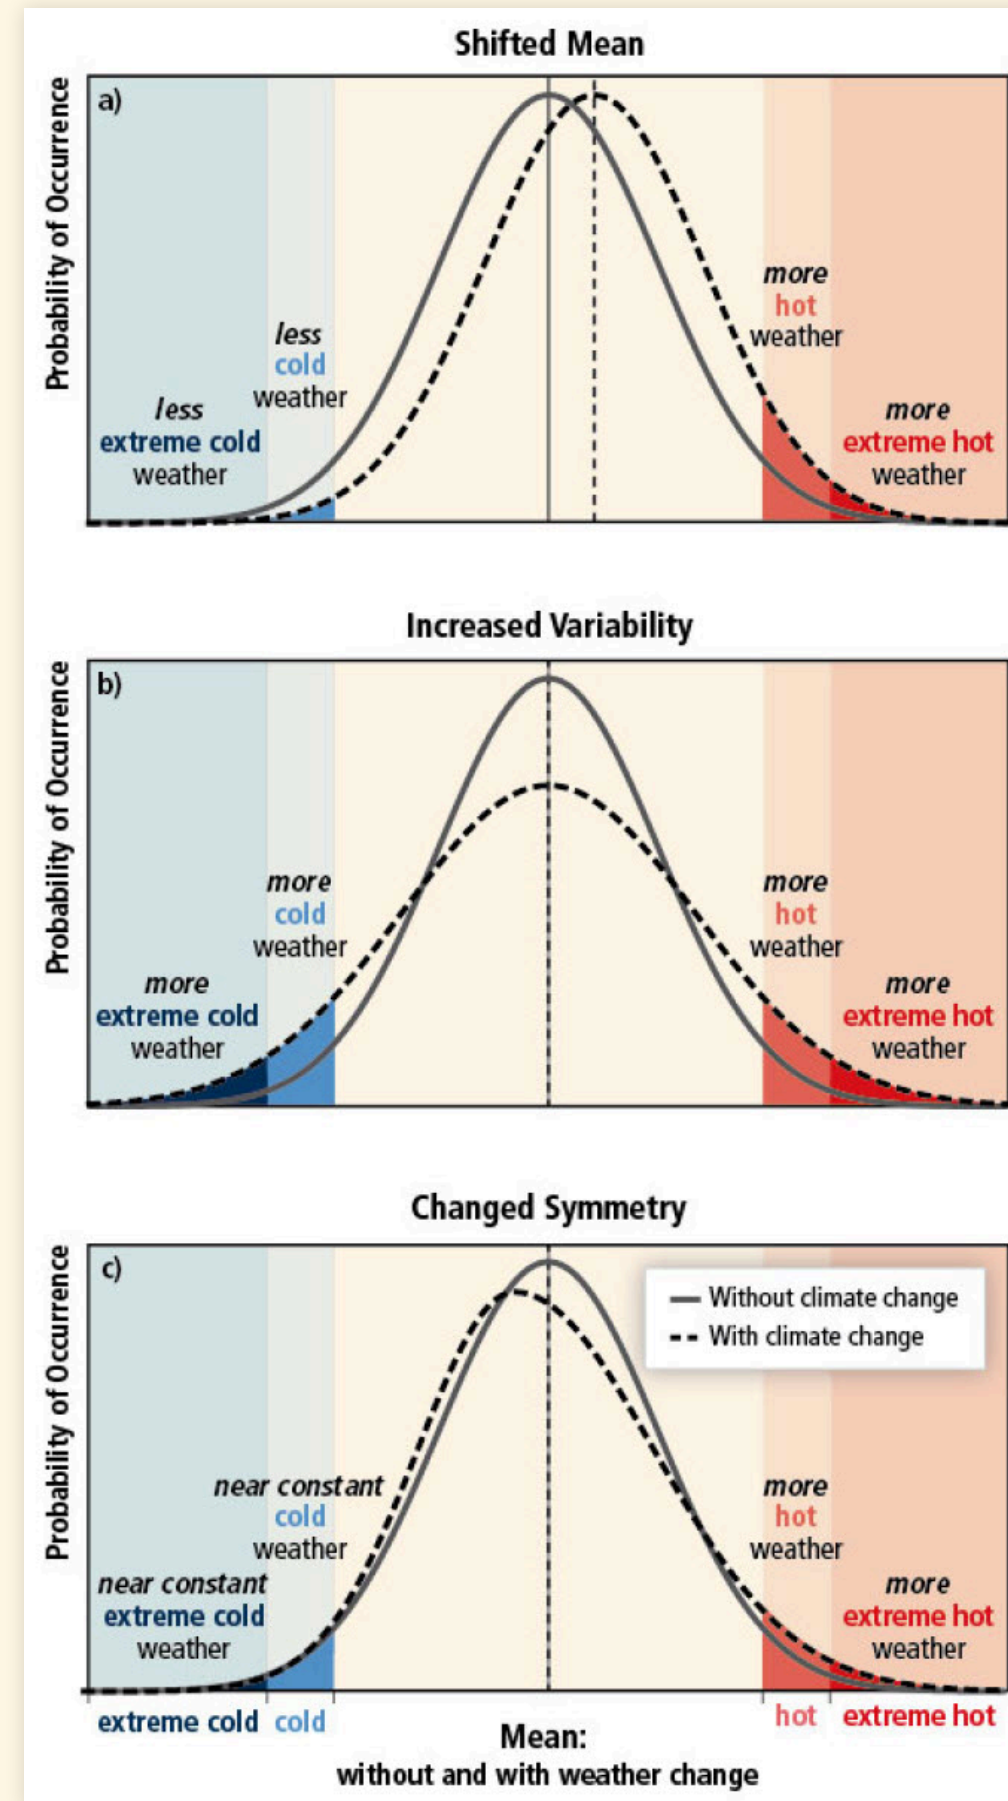 Shifted Mean
a)
Probability of Occurrence
less
extreme cold
weather
less
cold
weather
more
hot
weather
more
extreme hot
weather
Increased Variability
b)
Probability of Occurrence
more
extreme cold
weather
more
cold
weather
more
hot
weather
more
extreme hot
weather
Changed Symmetry
c)
Probability of Occurrence
Without climate change
With climate change
near constant
extreme cold
weather
near constant
cold
weather
more
hot
weather
more
extreme hot
weather
extreme cold
cold
hot
extreme hot
Mean:
without and with weather change